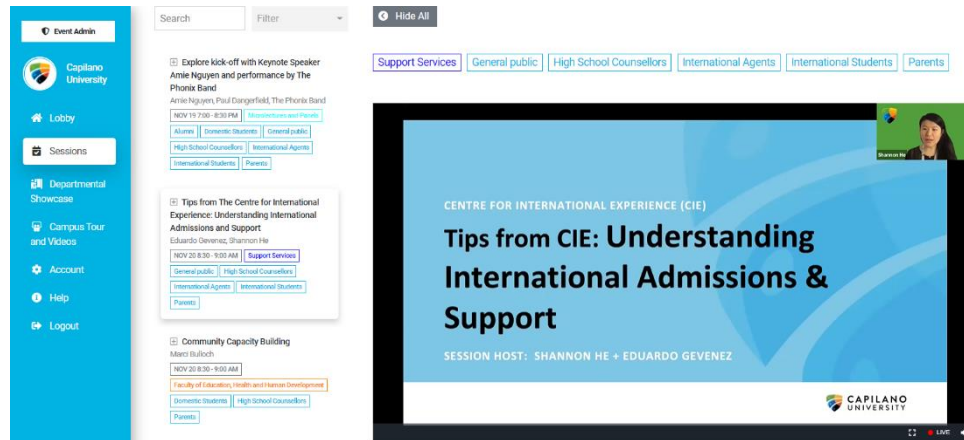 Event Admin
Capilano
University
Lobby
Sessions
Departmental
Showcase
Campus Tour
and Videos
Account
Help
Logout
Search
Filter
Explore kick-off with Keynote Speaker
Amie Nguyen and performance by The
Phonix Band
Amie Nguyen, Paul Dangerfield, The Phonix Band
NOV 19 7:00 - 8:30 PM
Alumni Domestic Students General public
High School Counsellors International Agents
International Students Parents
Tips from The Centre for International
Experience: Understanding International
Admissions and Support
Eduardo Gevenez, Shannon He
NOV 20 8:30 - 9:00 AM Support Services
General public High School Counsellors
International Agents International Students
Parents
Community Capacity Building
Marci Bulloch
NOV 20 8:30 - 9:00 AM
Faculty of Education, Health and Human Development
Domestic Students High School Counsellors
Parents
Hide All
Support Services General public High School Counsellors International Agents International Students Parents
Shannon He
CENTRE FOR INTERNATIONAL EXPERIENCE (CIE)
Tips from CIE: Understanding
International Admissions &
Support
SESSION HOST: SHANNON HE + EDUARDO GEVENEZ
CAPILANO
UNIVERSITY
LIVE